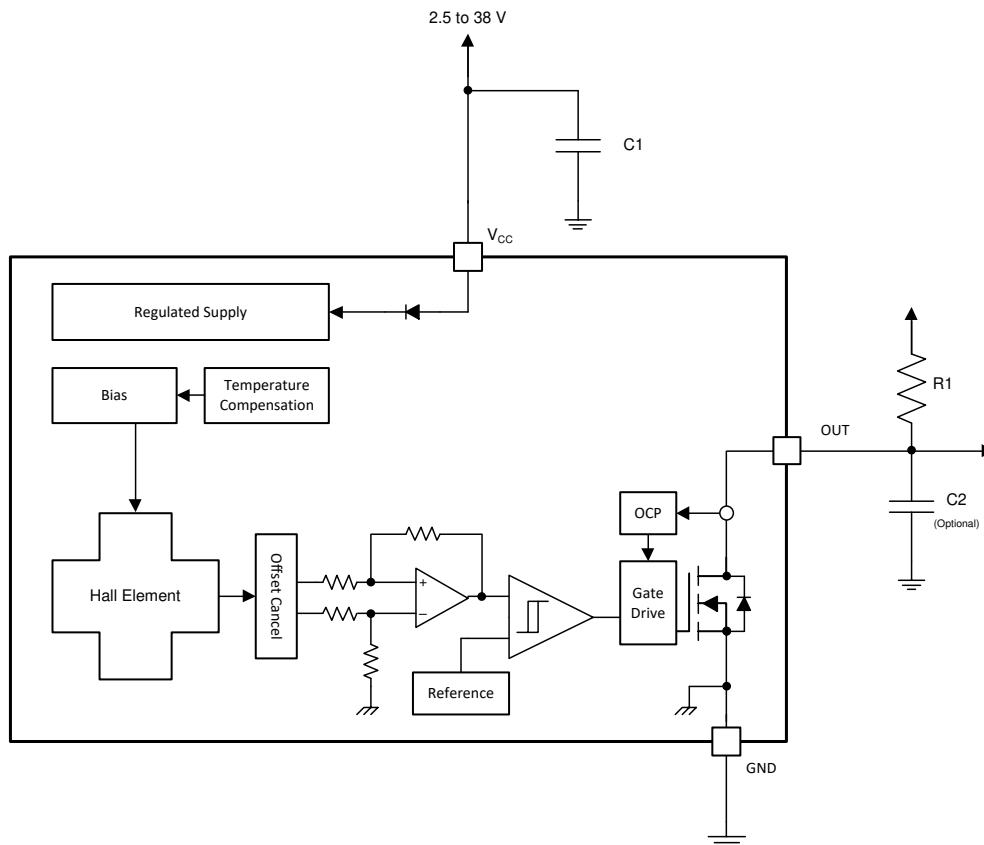 2.5 to 38 V
C1
VCC
Regulated Supply
Bias
Temperature
Compensation
R1
OUT
C2
(Optional)
OCP
Hall Element
Offset Cancel
+
–
Gate
Drive
Reference
GND